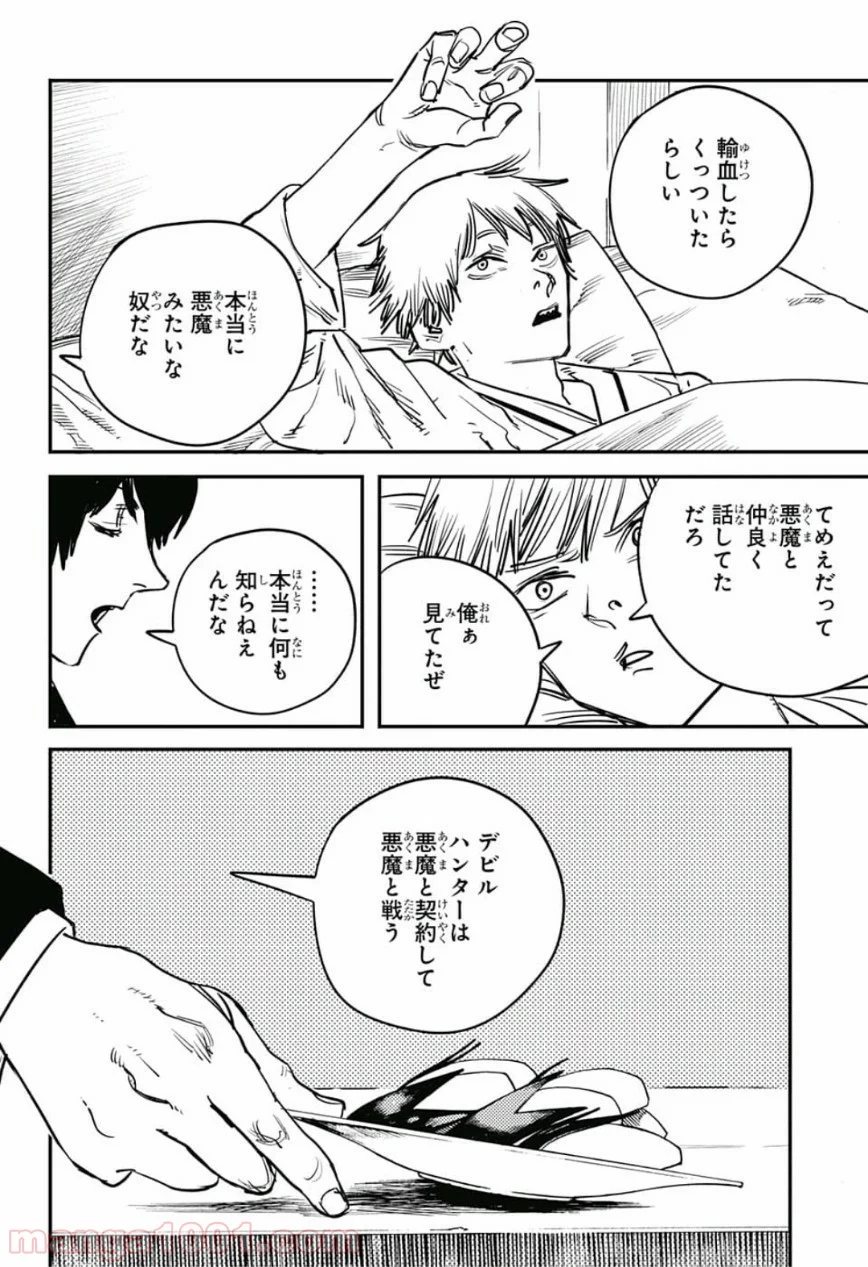 輸血したら
くっついた
らしい
本当に
悪魔
みたいな
奴だな
てめえだって
悪魔と
仲良く
話してた
だろ
俺ぁ
見てたぜ
……
本当に何も
知らねえ
んだな
デビル
ハンターは
悪魔と契約して
悪魔と戦う
manga1001.com